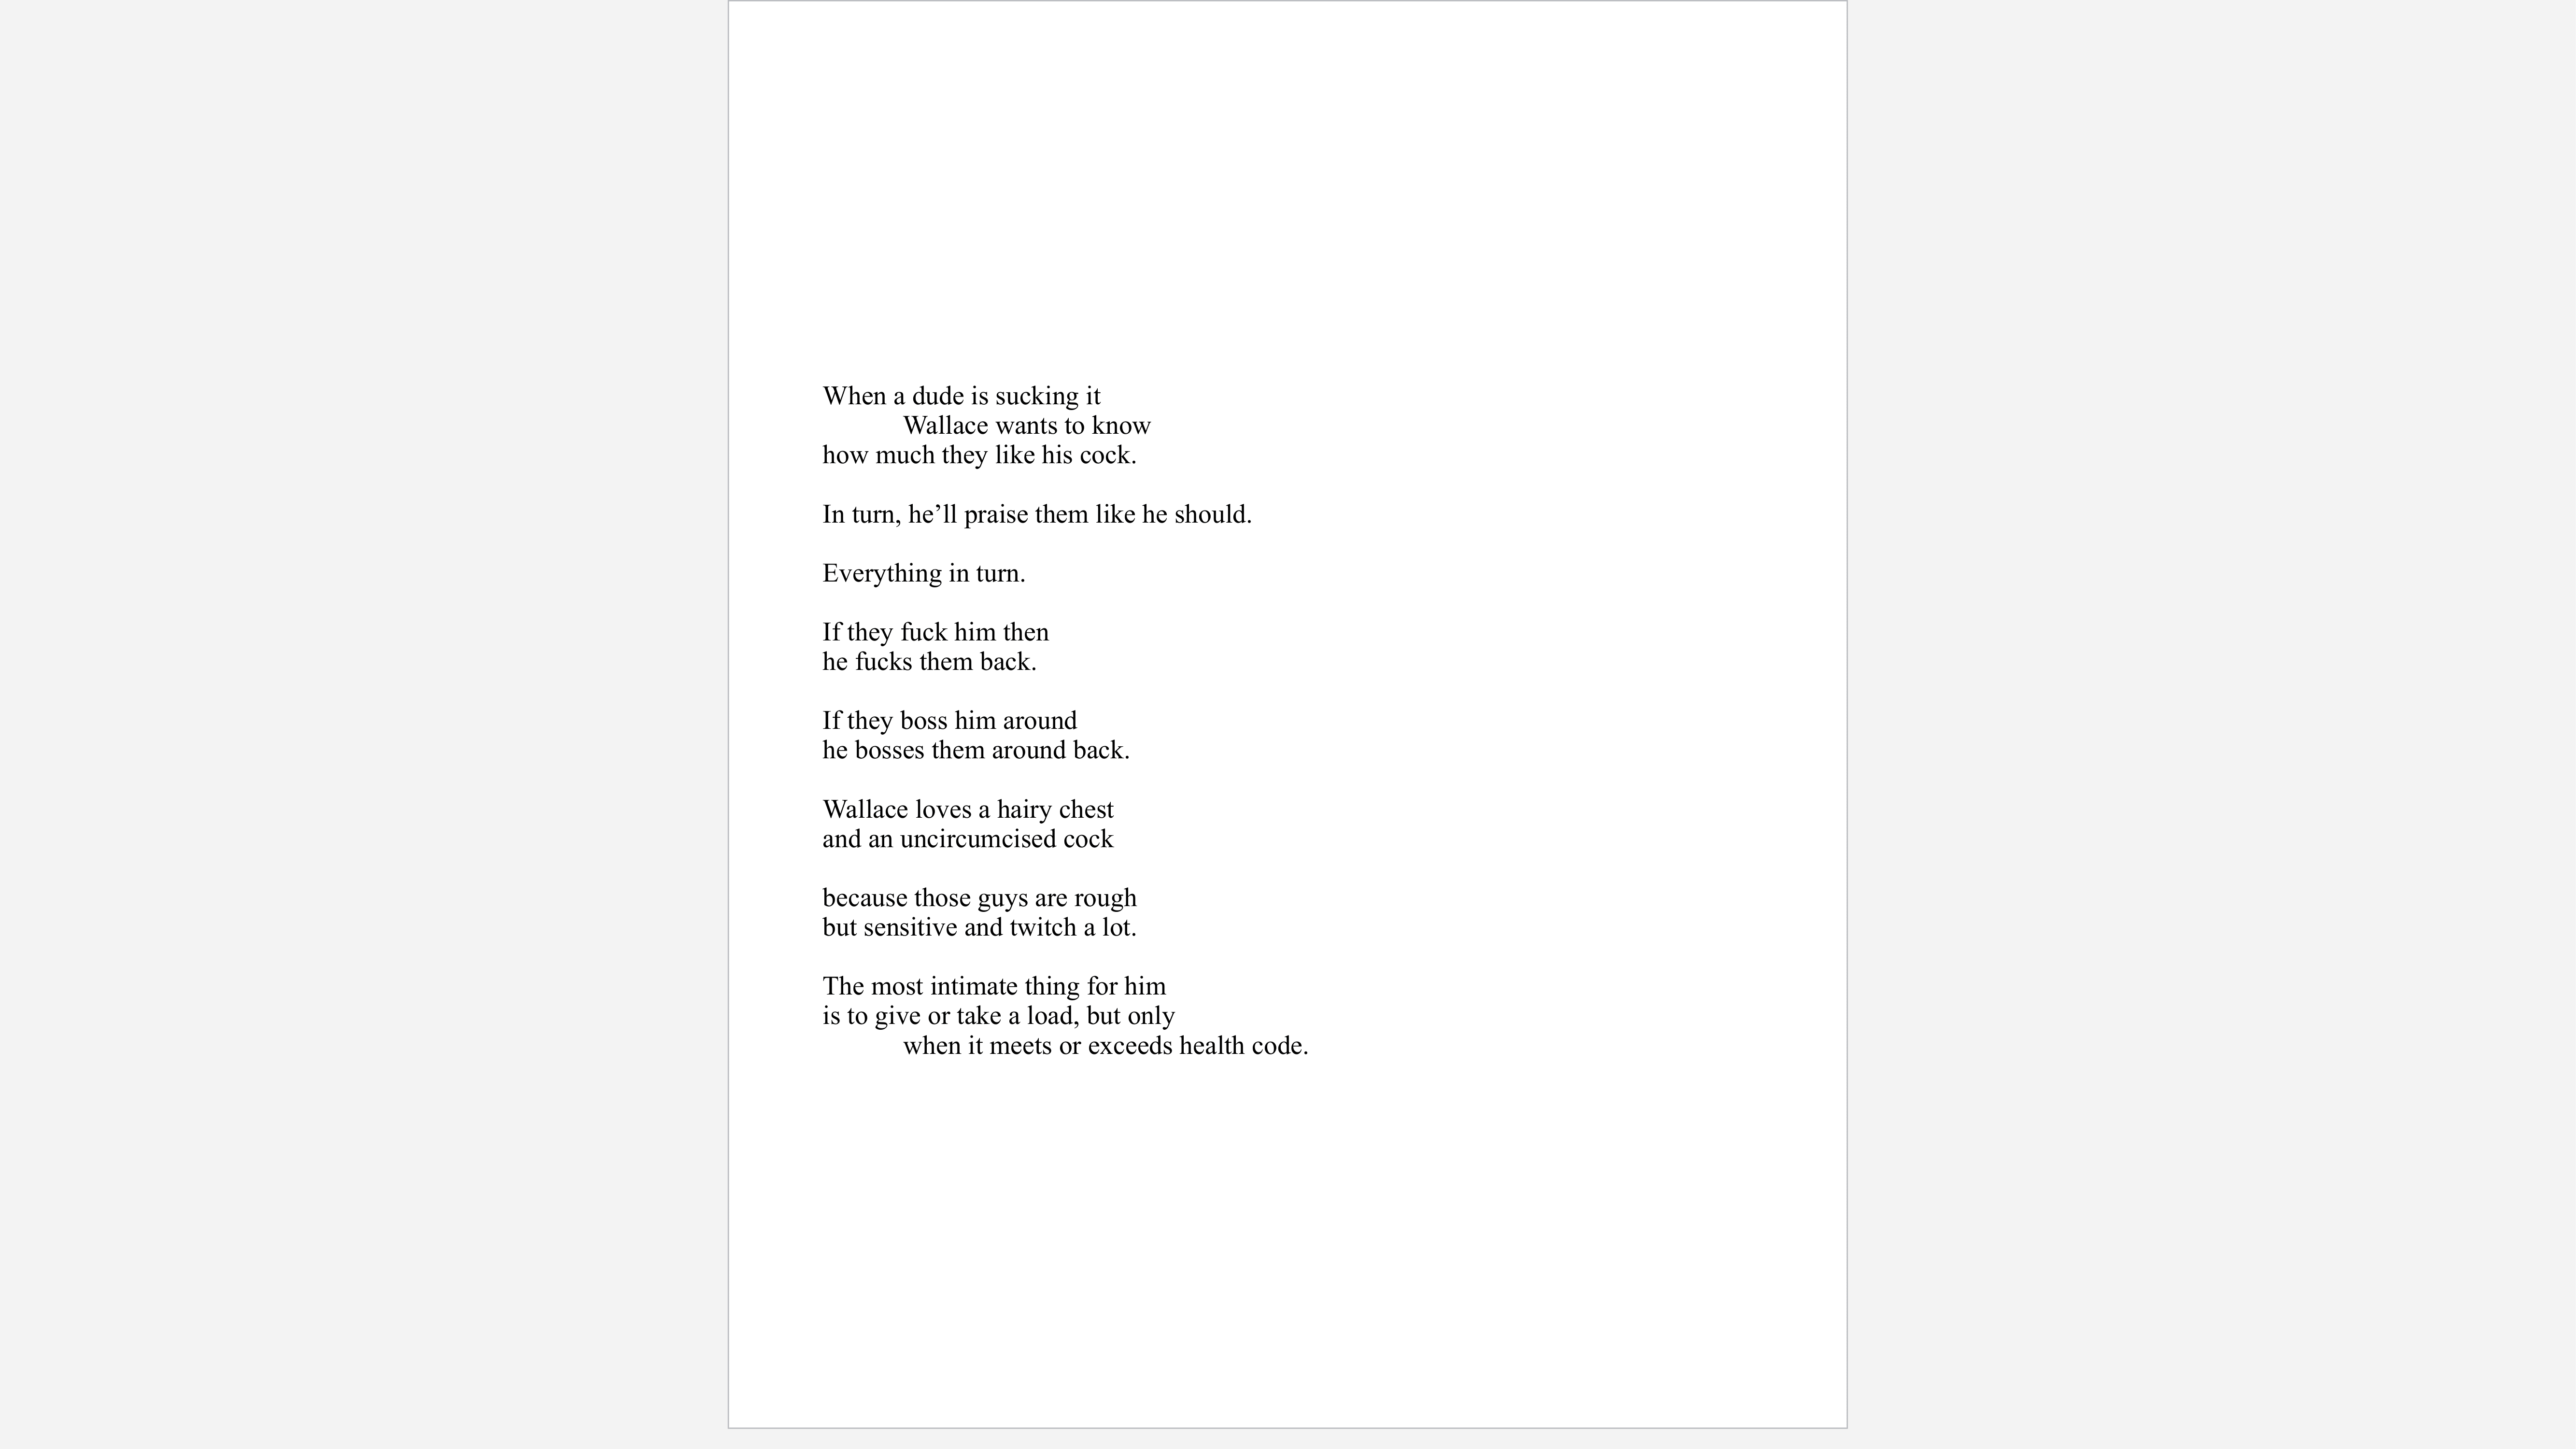 When a dude is sucking it
Wallace wants to know
how much they like his cock.
In turn, he’ll praise them like he should.
Everything in turn.
If they fuck him then
he fucks them back.
If they boss him around
he bosses them around back.
Wallace loves a hairy chest
and an uncircumcised cock
because those guys are rough
but sensitive and twitch a lot.
The most intimate thing for him
is to give or take a load, but only
when it meets or exceeds health code.